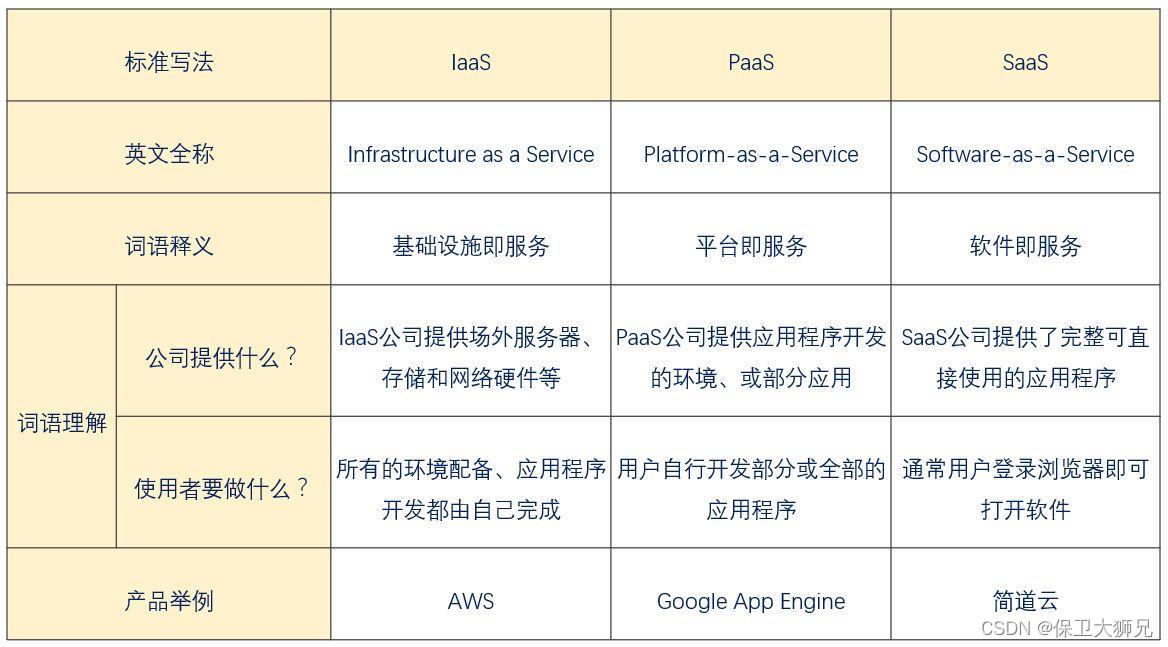 标准写法
IaaS
PaaS
SaaS
英文全称
Infrastructure as a Service
Platform-as-a-Service
Software-as-a-Service
词语释义
基础设施即服务
平台即服务
软件即服务
词语理解
公司提供什么？
IaaS公司提供场外服务器、
存储和网络硬件等
PaaS公司提供应用程序开发
的环境、或部分应用
SaaS公司提供了完整可直
接使用的应用程序
使用者要做什么？
所有的环境配备、应用程序
开发都由自己完成
用户自行开发部分或全部的
应用程序
通常用户登录浏览器即可
打开软件
产品举例
AWS
Google App Engine
简道云
CSDN @保卫大狮兄